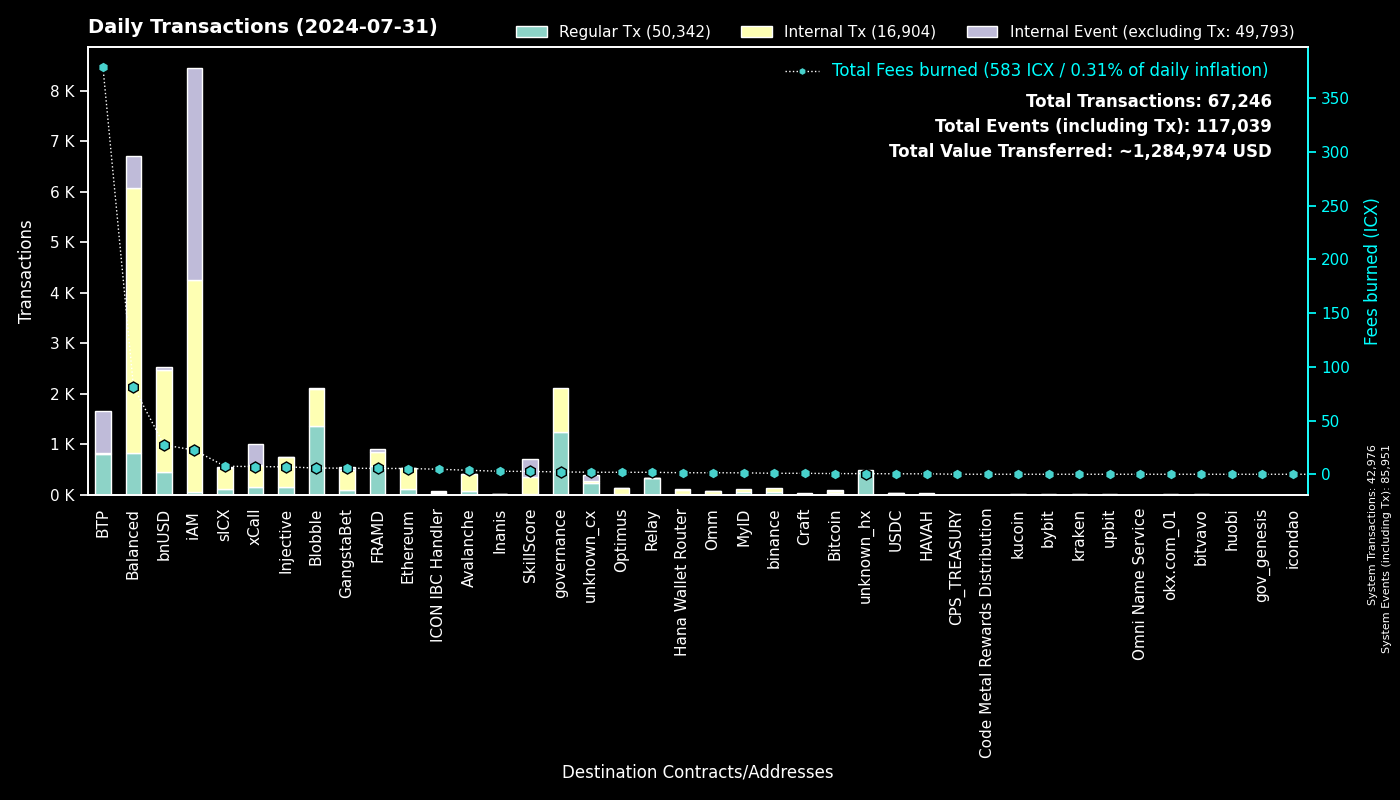 Daily Transactions (2024-07-31)
Regular Tx (50,342)
Internal Tx (16,904)
Internal Event (excluding Tx: 49,793)
Total Fees burned (583 ICX / 0.31% of daily inflation)
Total Transactions: 67,246
Total Events (including Tx): 117,039
Total Value Transferred: ~1,284,974 USD
Transactions
8 K
7 K
6 K
5 K
4 K
3 K
2 K
1 K
0 K
350
300
250
200
150
100
50
0
Fees burned (ICX)
BTP
Balanced
bnUSD
iAM
sICX
xCall
Injective
Blobble
GangstaBet
FRAMD
Ethereum
ICON IBC Handler
Avalanche
Inanis
SkillScore
governance
unknown_cx
Optimus
Relay
Hana Wallet Router
Omm
MyID
binance
Craft
Bitcoin
unknown_hx
USDC
HAVAH
CPS_TREASURY
Code Metal Rewards Distribution
kucoin
bybit
kraken
upbit
Omni Name Service
okx.com_01
bitvavo
huobi
gov_genesis
icondao
Destination Contracts/Addresses
System Transactions: 42,976
System Events (including Tx): 85,951